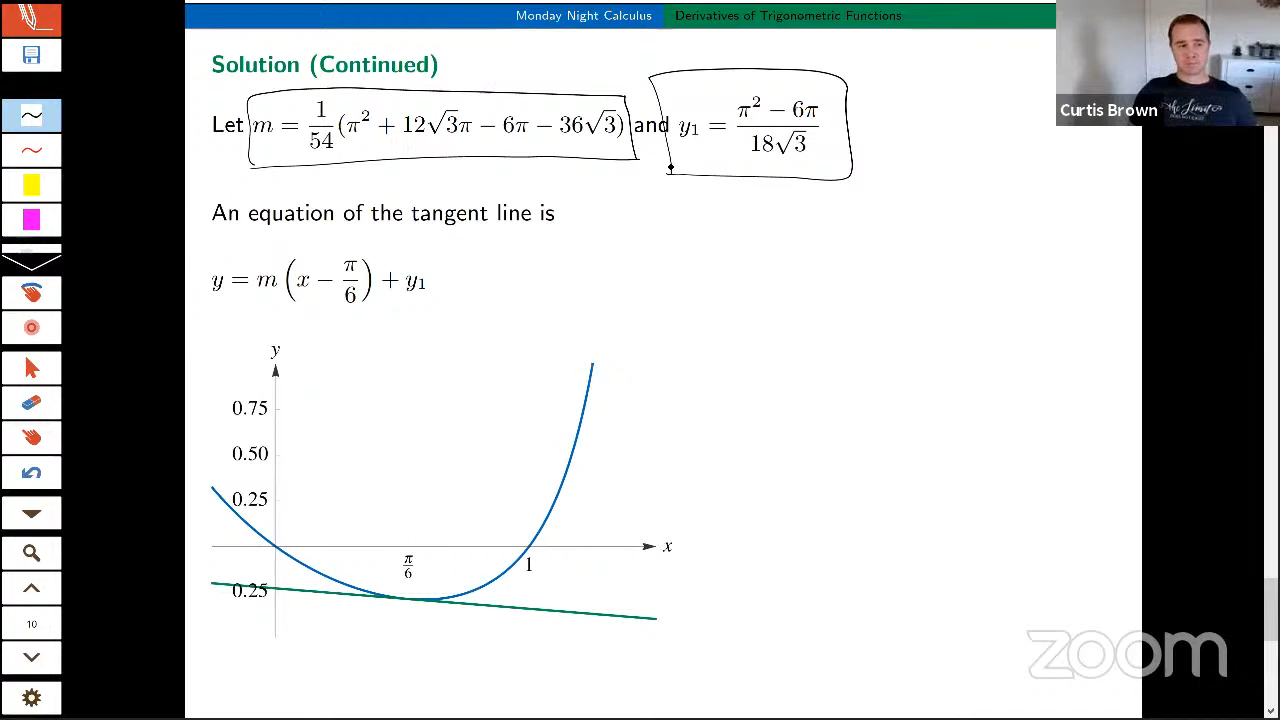 Monday Night Calculus Derivatives of Trigonometric Functions
Solution (Continued)
Let m = 1/54(π² + 12√3π − 6π − 36√3) and y₁ = (π² − 6π)/(18√3)
Curtis Brown
An equation of the tangent line is
y = m(x − π/6) + y₁
y
0.75
0.50
0.25
x
π/6
1
0.25
10
zoom